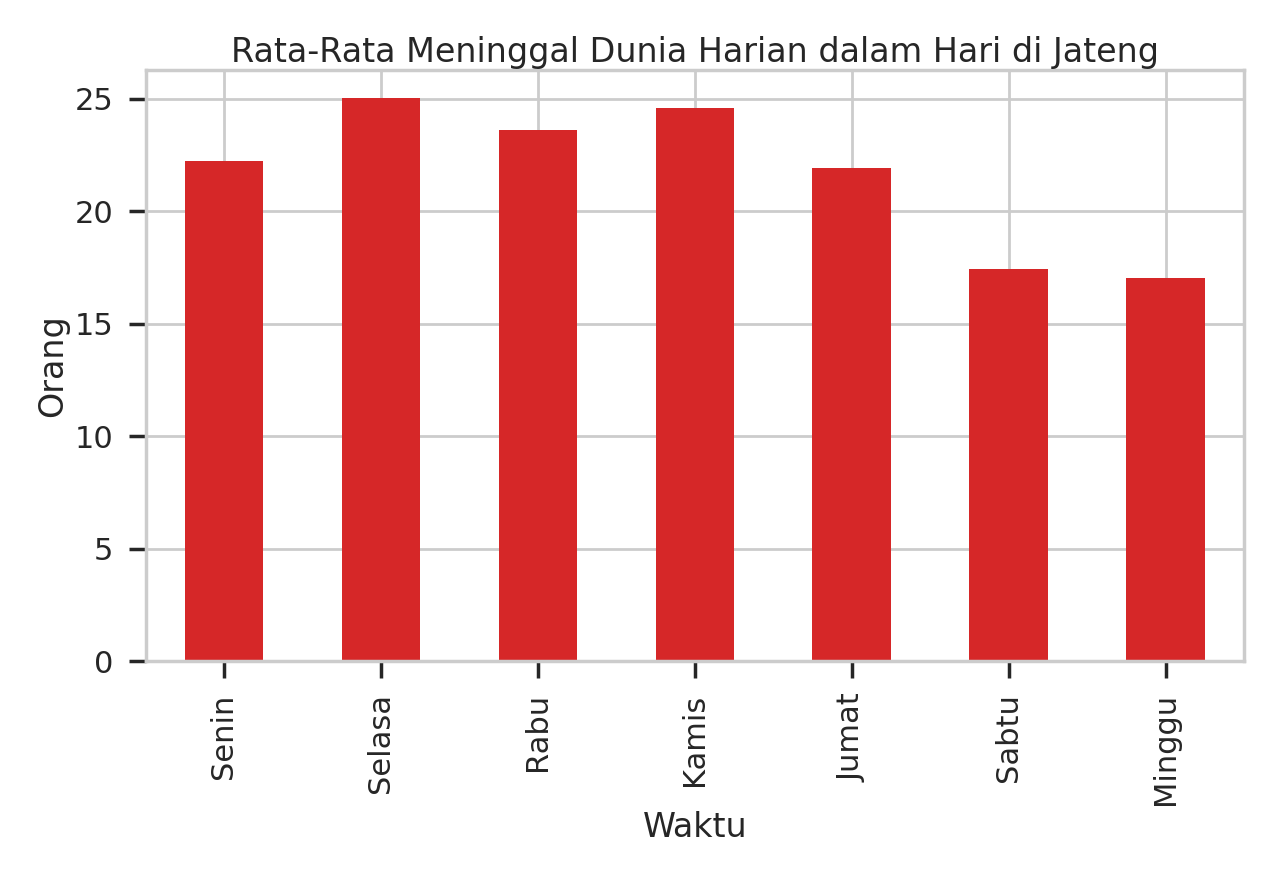 Rata-Rata Meninggal Dunia Harian dalam Hari di Jateng
Orang
25
20
15
10
5
0
Senin
Selasa
Rabu
Kamis
Jumat
Sabtu
Minggu
Waktu